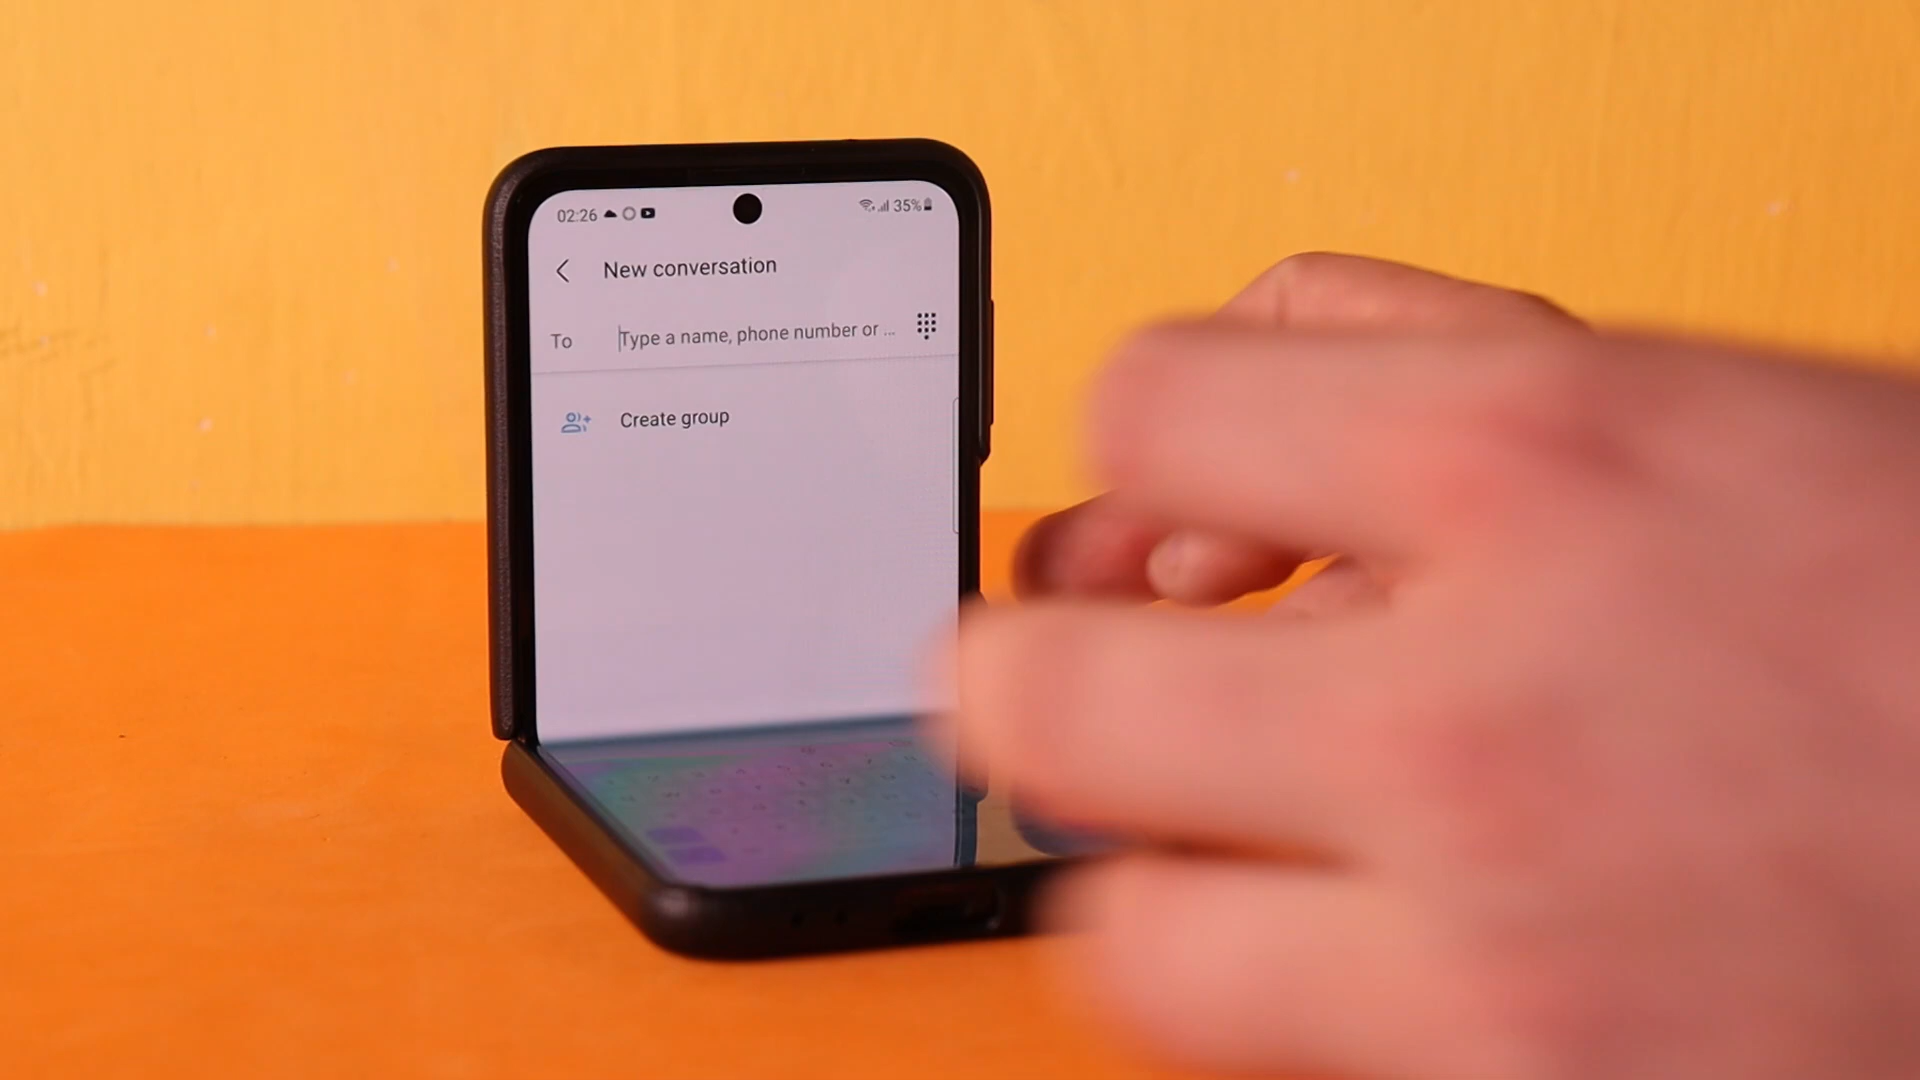 02:26 35%
New conversation
To Type a name, phone number or ...
Create group